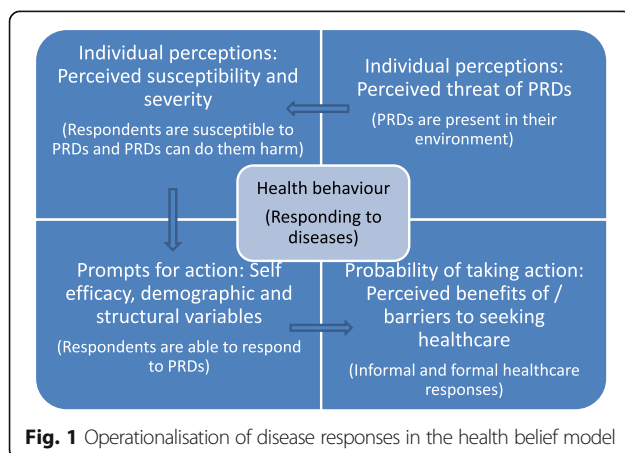 Individual perceptions:
Perceived susceptibility and
severity
(Respondents are susceptible to
PRDs and PRDs can do them harm)
Individual perceptions:
Perceived threat of PRDs
(PRDs are present in their
environment)
Health behaviour
(Responding to
diseases)
Prompts for action: Self
efficacy, demographic and
structural variables
(Respondents are able to respond
to PRDs)
Probability of taking action:
Perceived benefits of /
barriers to seeking
healthcare
(Informal and formal healthcare
responses)
Fig. 1 Operationalisation of disease responses in the health belief model